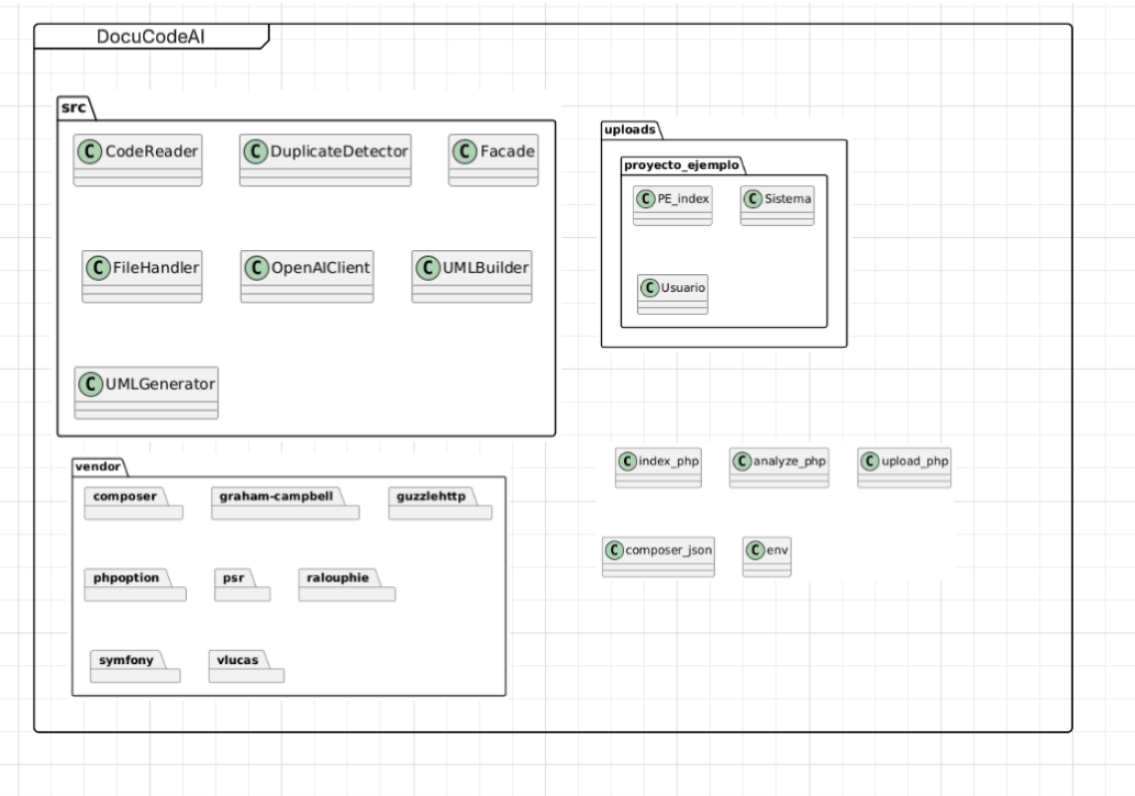 DocuCodeAI
src
C CodeReader
C DuplicateDetector
C Facade
C FileHandler
C OpenAIClient
C UMLBuilder
C UMLGenerator
uploads
proyecto_ejemplo
C PE_index
C Sistema
C Usuario
vendor
composer
graham-campbell
guzzlehttp
phpoption
psr
ralouphie
symfony
vlucas
C index_php
C analyze_php
C upload_php
C composer_json
C env